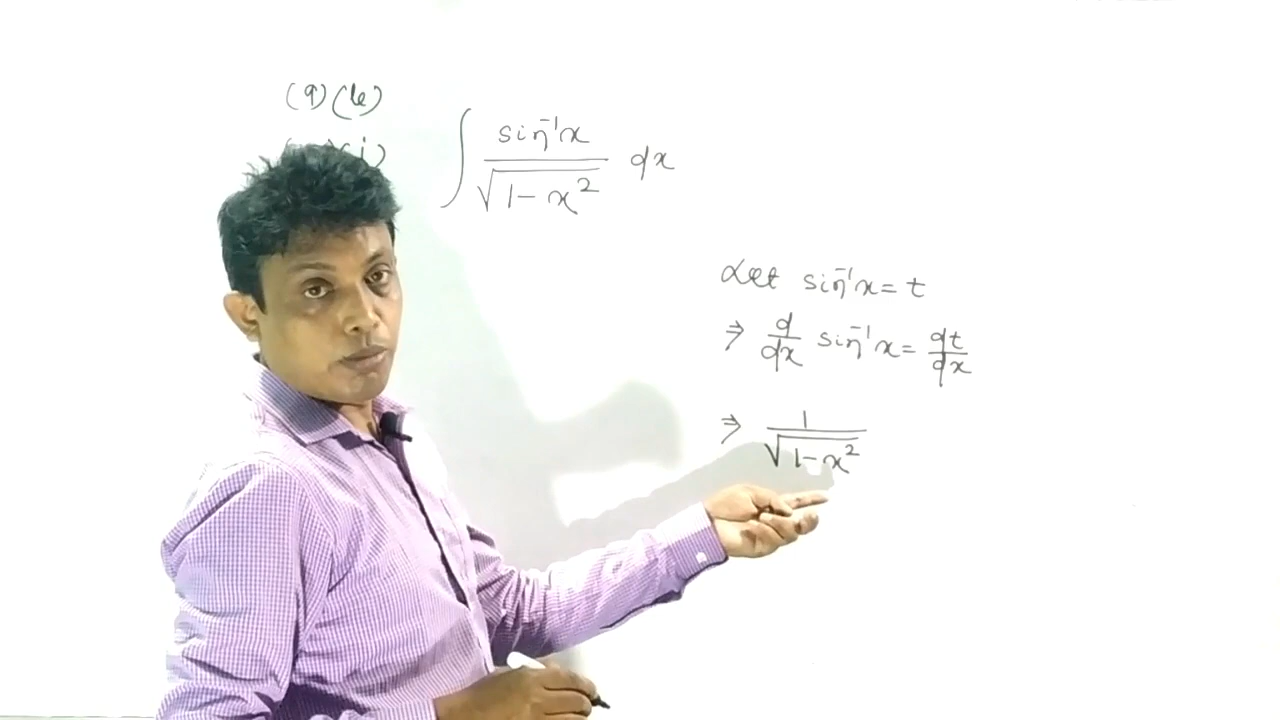 (9)(b)
i)
∫ sin⁻¹x / √(1-x²) dx
Let sin⁻¹x = t
⇒ d/dx sin⁻¹x = dt/dx
⇒ 1/√(1-x²)